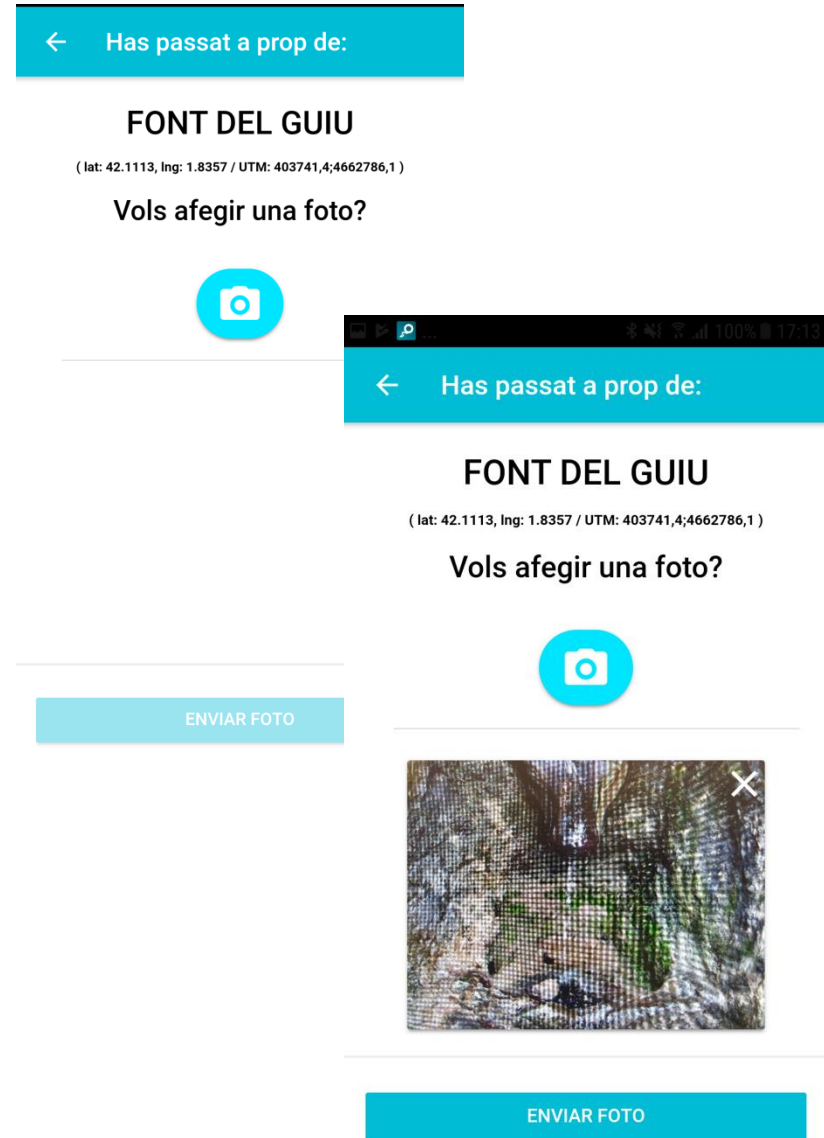 Has passat a prop de:
FONT DEL GUIU
( lat: 42.1113, lng: 1.8357 / UTM: 403741,4;4662786,1 )
Vols afegir una foto?
ENVIAR FOTO
... 100% 17:13
Has passat a prop de:
FONT DEL GUIU
( lat: 42.1113, lng: 1.8357 / UTM: 403741,4;4662786,1 )
Vols afegir una foto?
ENVIAR FOTO